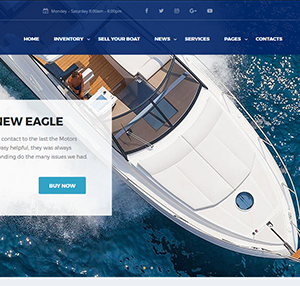 Monday - Saturday 8:00am - 6:00pm
HOME INVENTORY SELL YOUR BOAT NEWS SERVICES PAGES CONTACTS
NEW EAGLE
contact to the last the Motors
easy helpful, they was always
onding do the many issues we had.
BUY NOW